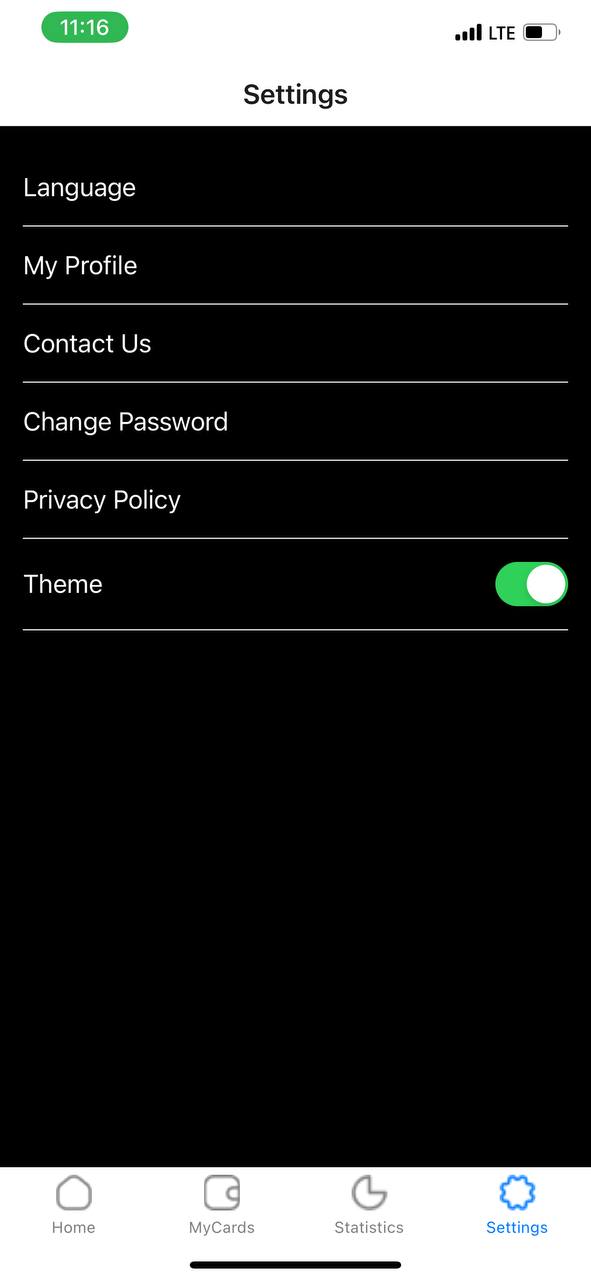 11:16
LTE
Settings
Language
My Profile
Contact Us
Change Password
Privacy Policy
Theme
Home
MyCards
Statistics
Settings